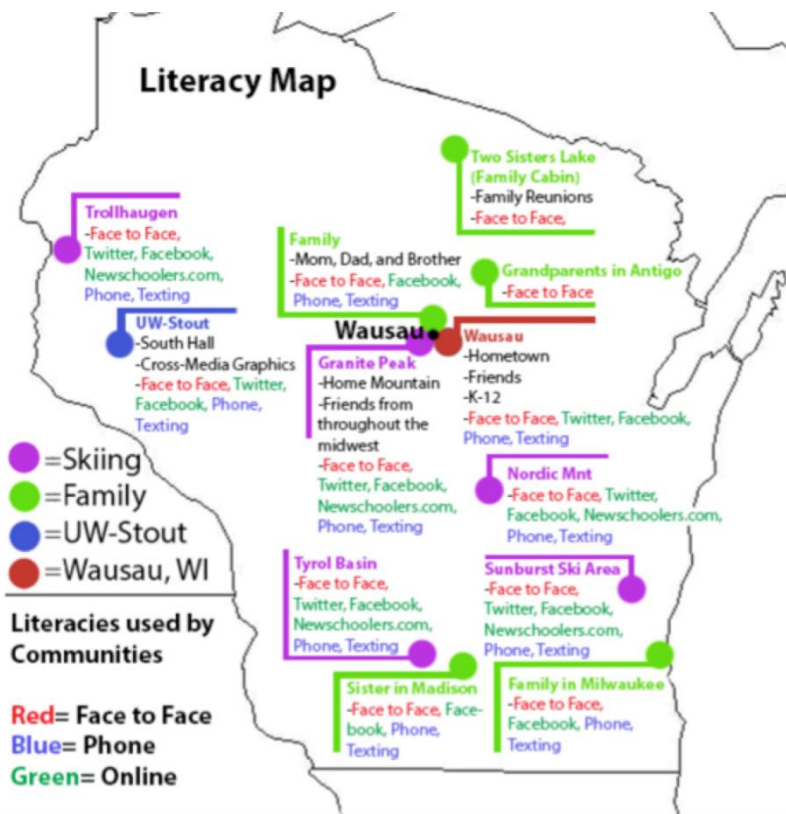 Literacy Map
Two Sisters Lake
(Family Cabin)
-Family Reunions
-Face to Face,
Trollhaugen
-Face to Face,
Twitter, Facebook,
Newschoolers.com,
Phone, Texting
Family
-Mom, Dad, and Brother
-Face to Face, Facebook,
Phone, Texting
Grandparents in Antigo
-Face to Face
UW-Stout
-South Hall
-Cross-Media Graphics
-Face to Face, Twitter,
Facebook, Phone,
Texting
Wausau
Wausau
-Hometown
-Friends
-K-12
-Face to Face, Twitter, Facebook,
Phone, Texting
Granite Peak
-Home Mountain
-Friends from
throughout the
midwest
-Face to Face,
Twitter, Facebook,
Newschoolers.com,
Phone, Texting
Nordic Mnt
-Face to Face, Twitter,
Facebook, Newschoolers.com,
Phone, Texting
=Skiing
=Family
=UW-Stout
=Wausau, WI
Tyrol Basin
-Face to Face,
Twitter, Facebook,
Newschoolers.com,
Phone, Texting
Sunburst Ski Area
-Face to Face,
Twitter, Facebook,
Newschoolers.com,
Phone, Texting
Literacies used by
Communities
Red= Face to Face
Blue= Phone
Green= Online
Sister in Madison
-Face to Face, Face-
book, Phone,
Texting
Family in Milwaukee
-Face to Face,
Facebook, Phone,
Texting